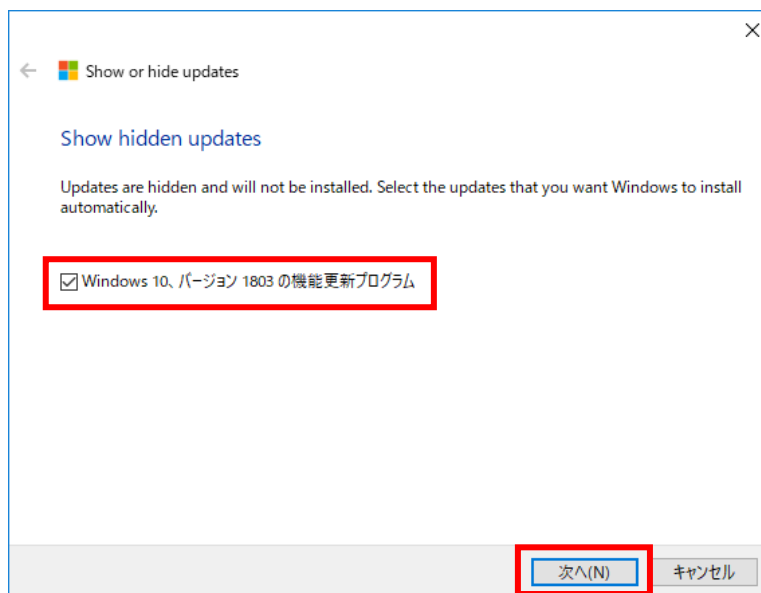 Show or hide updates
Show hidden updates
Updates are hidden and will not be installed. Select the updates that you want Windows to install
automatically.
Windows 10、バージョン 1803 の機能更新プログラム
次へ(N)
キャンセル